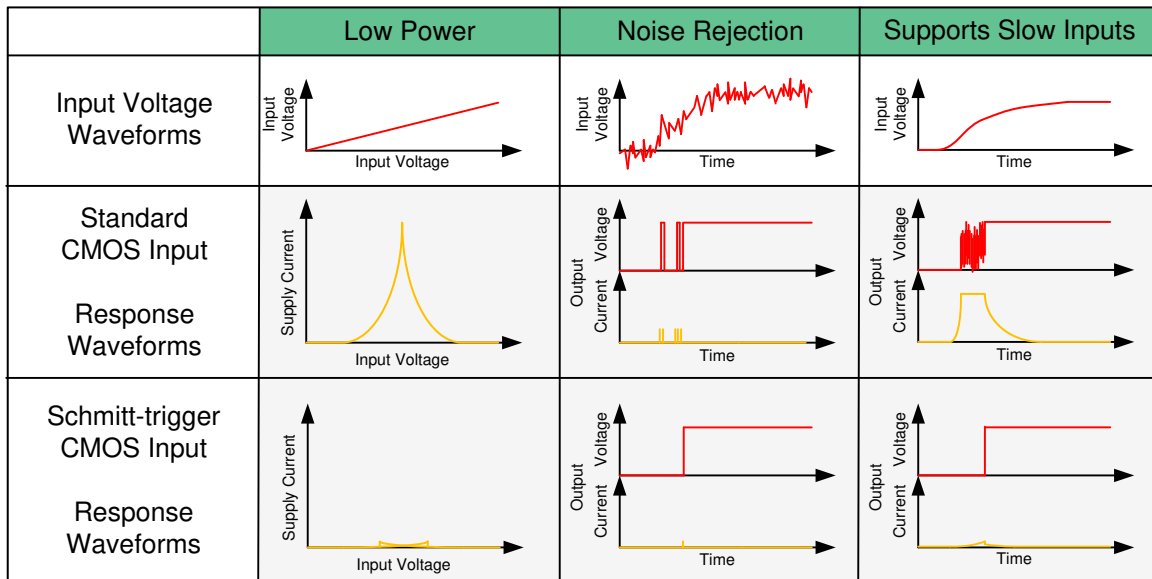 Low Power
Noise Rejection
Supports Slow Inputs
Input Voltage
Waveforms
Input
Voltage
Input Voltage
Input
Voltage
Time
Input
Voltage
Time
Standard
CMOS Input
Response
Waveforms
Supply Current
Input Voltage
Output
Voltage
Current
Time
Output
Voltage
Current
Time
Schmitt-trigger
CMOS Input
Response
Waveforms
Supply Current
Input Voltage
Output
Voltage
Current
Time
Output
Voltage
Current
Time